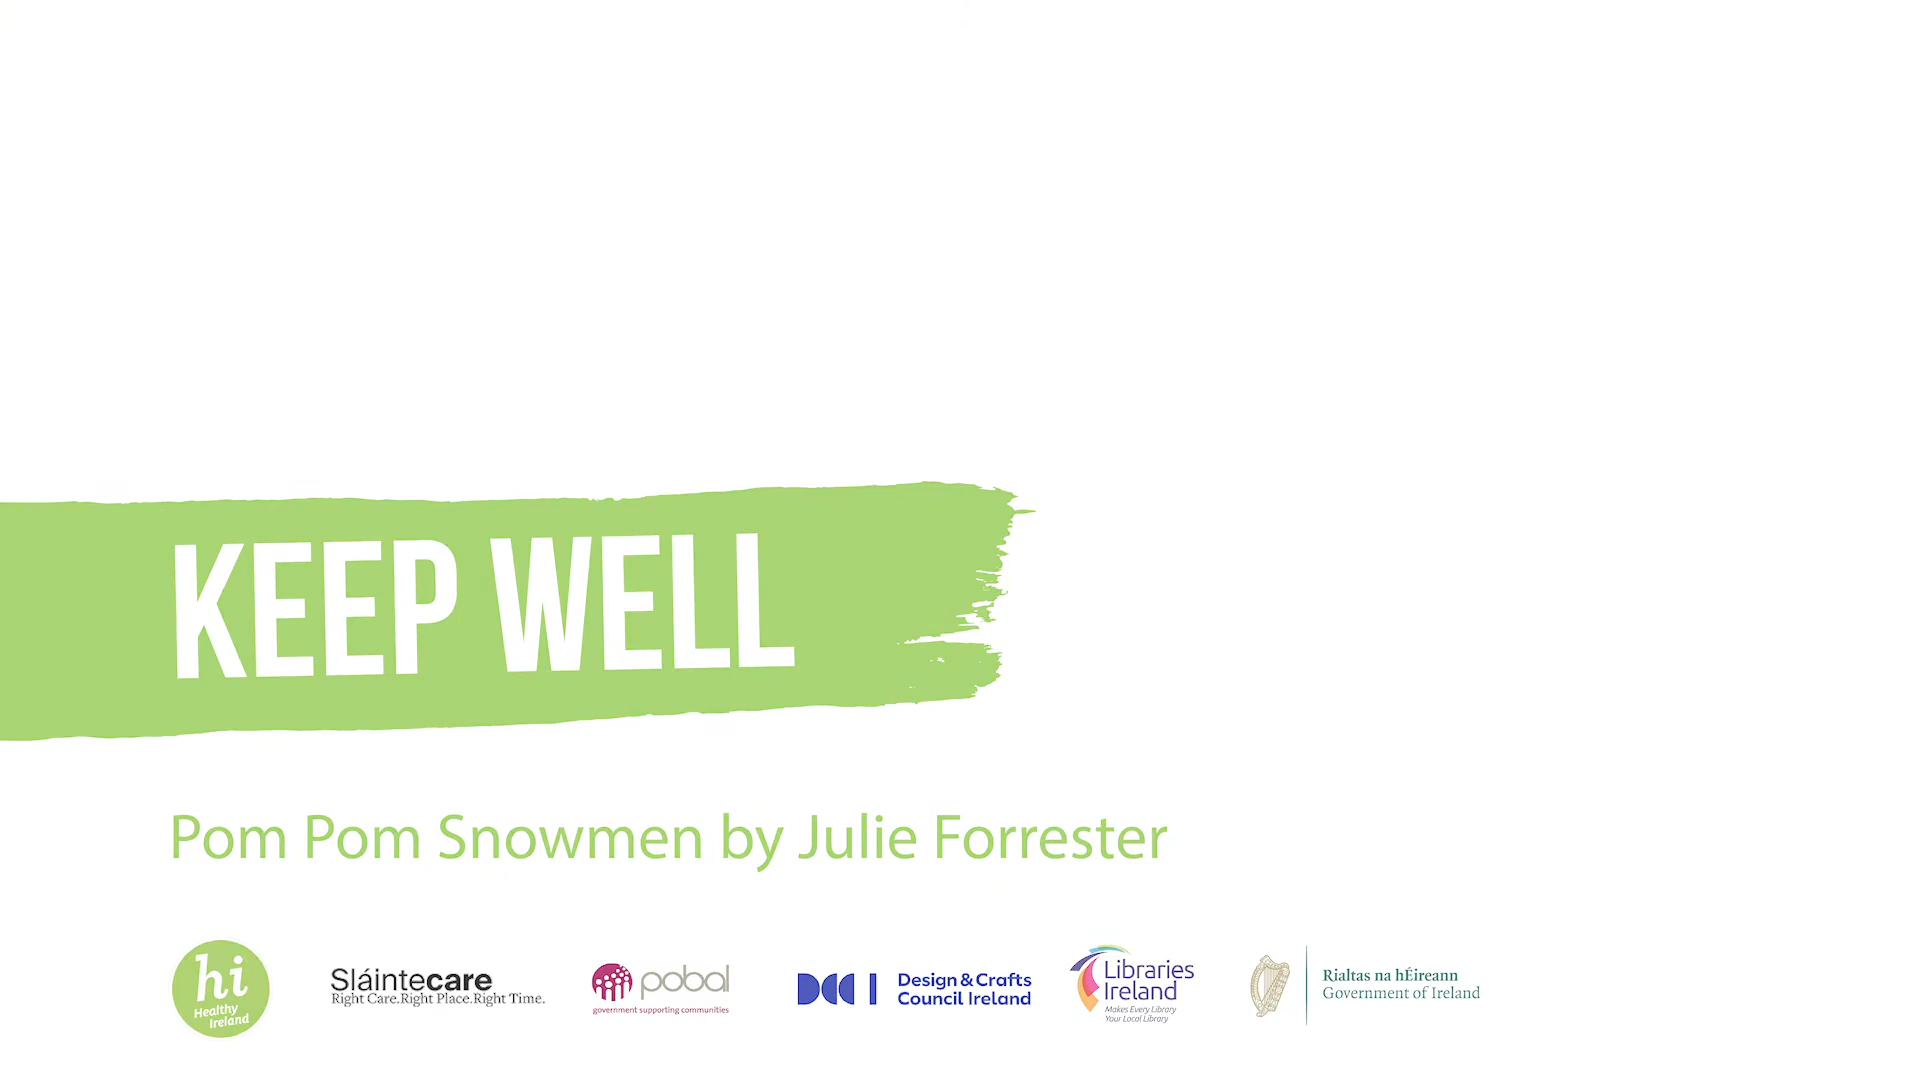 KEEP WELL
Pom Pom Snowmen by Julie Forrester
hi
Healthy
Ireland
Sláintecare
Right Care.Right Place.Right Time.
pobal
government supporting communities
DCCI
Design & Crafts
Council Ireland
Libraries
Ireland
Makes Every Library
Your Local Library
Rialtas na hÉireann
Government of Ireland